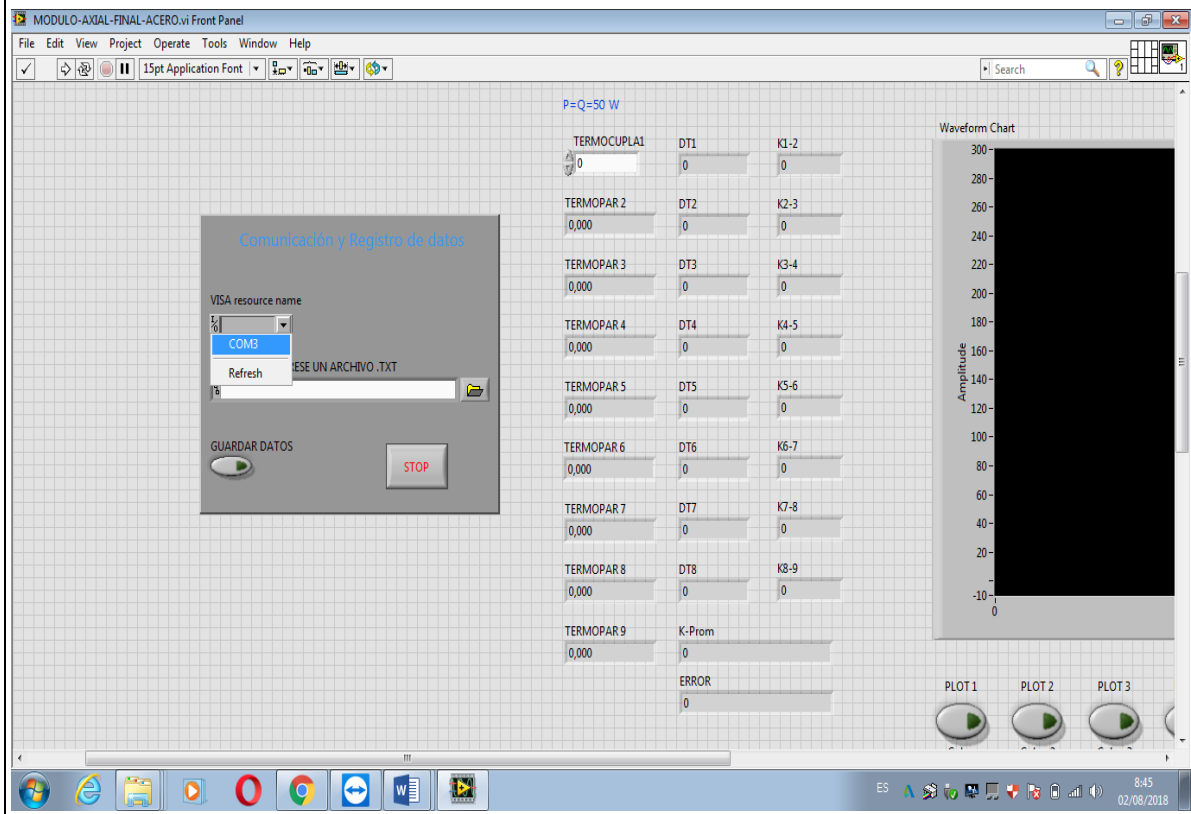 MODULO-AXIAL-FINAL-ACERO.vi Front Panel
File Edit View Project Operate Tools Window Help
15pt Application Font
Search
1
P=Q=50 W
TERMOCUPLA1 DT1 K1-2
0 0 0
TERMOPAR 2 DT2 K2-3
0,000 0 0
TERMOPAR 3 DT3 K3-4
0,000 0 0
TERMOPAR 4 DT4 K4-5
0,000 0 0
TERMOPAR 5 DT5 K5-6
0,000 0 0
TERMOPAR 6 DT6 K6-7
0,000 0 0
TERMOPAR 7 DT7 K7-8
0,000 0 0
TERMOPAR 8 DT8 K8-9
0,000 0 0
TERMOPAR 9 K-Prom
0,000 0
ERROR
0
Comunicación y Registro de datos
VISA resource name
COM3
Refresh
RESE UN ARCHIVO .TXT
GUARDAR DATOS
STOP
Waveform Chart
300
280
260
240
220
200
180
160
140
120
100
80
60
40
20
-10
0
Amplitude
PLOT 1 PLOT 2 PLOT 3
ES
8:45
02/08/2018